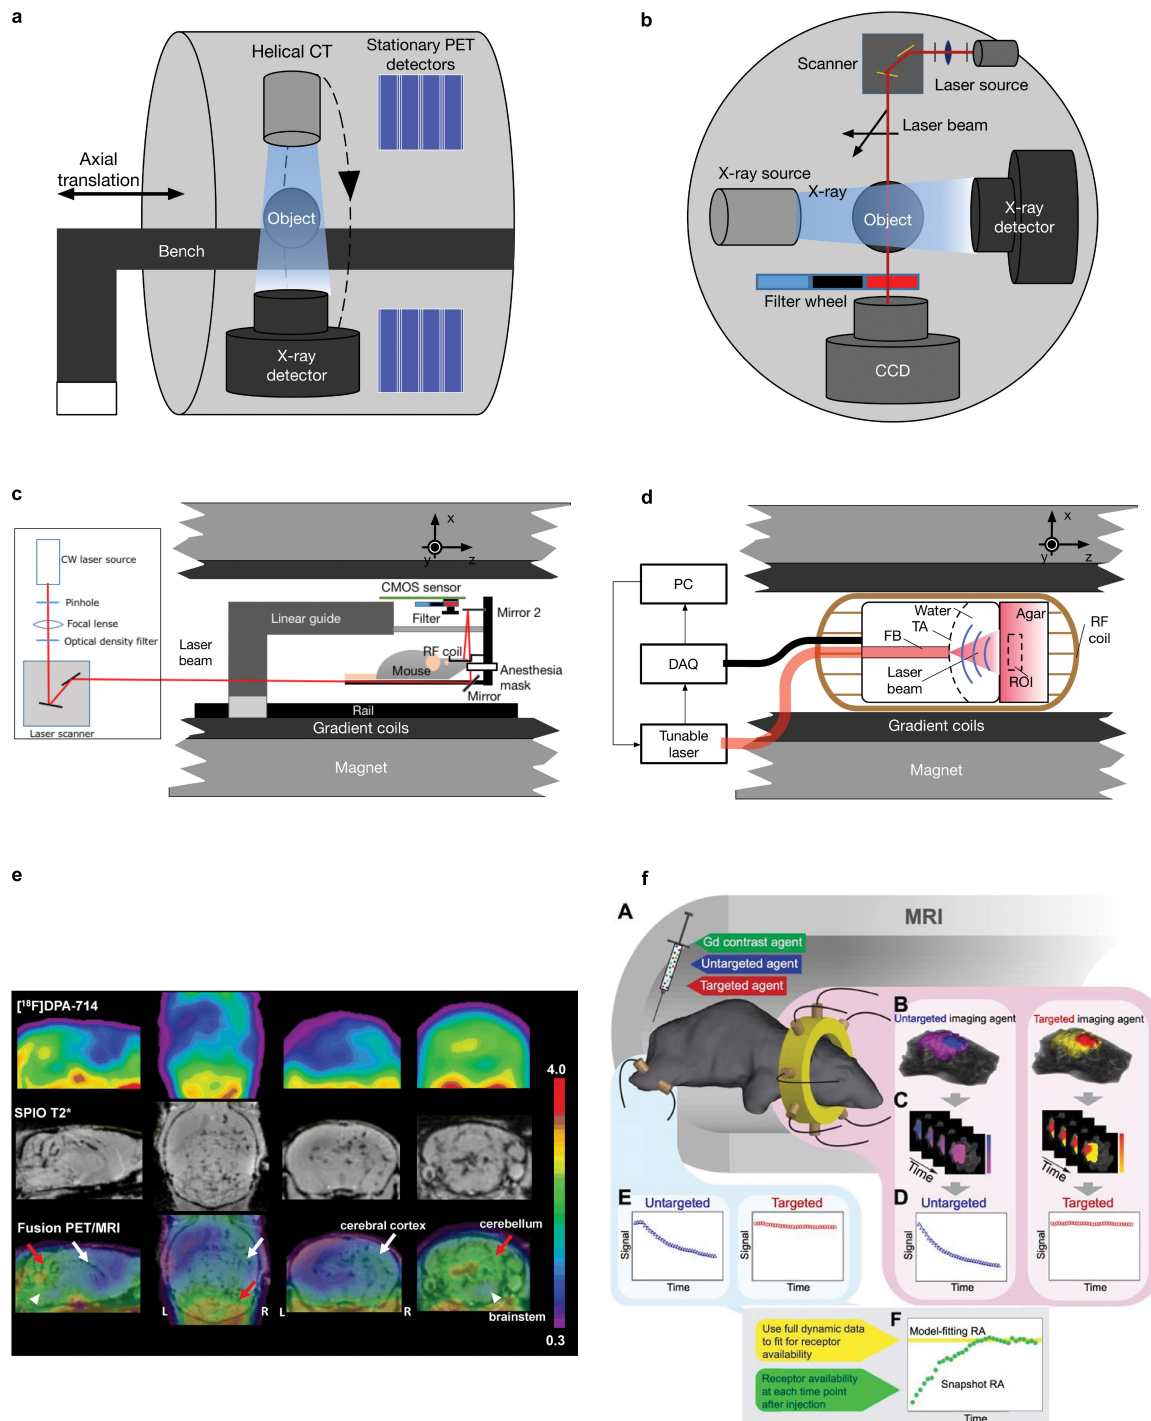 a
Helical CT
Stationary PET
detectors
Axial
translation
Object
Bench
X-ray
detector
b
Scanner
Laser source
Laser beam
X-ray source
X-ray
Object
X-ray
detector
Filter wheel
CCD
c
CW laser source
Pinhole
Focal lense
Optical density filter
Laser scanner
Laser
beam
x
y
z
CMOS sensor
Linear guide
Filter
Mirror 2
RF coil
Mouse
Anesthesia
mask
Mirror
Rail
Gradient coils
Magnet
d
x
y
z
PC
DAQ
Tunable
laser
Water
TA
FB
Laser
beam
Agar
ROI
RF
coil
Gradient coils
Magnet
e
[18F]DPA-714
SPIO T2*
Fusion PET/MRI
cerebral cortex
cerebellum
brainstem
L
R
L
R
4.0
0.3
f
A
MRI
Gd contrast agent
Untargeted agent
Targeted agent
B
Untargeted imaging agent
Targeted imaging agent
C
Time
Time
D
Untargeted
Targeted
Signal
Time
Signal
Time
E
Untargeted
Targeted
Signal
Time
Signal
Time
F
Use full dynamic data
to fit for receptor
availability
Receptor availability
at each time point
after injection
Model-fitting RA
Snapshot RA
Time